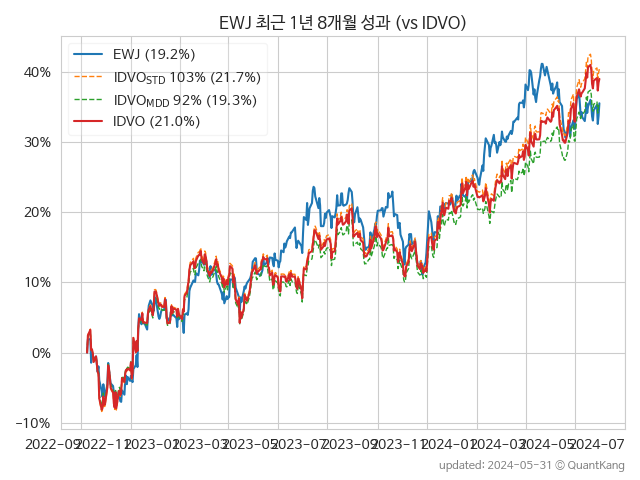 EWJ 최근 1년 8개월 성과 (vs IDVO)
EWJ (19.2%)
IDVO_STD 103% (21.7%)
IDVO_MDD 92% (19.3%)
IDVO (21.0%)
40%
30%
20%
10%
0%
−10%
2022-09 2022-11 2023-01 2023-03 2023-05 2023-07 2023-09 2023-11 2024-01 2024-03 2024-05 2024-07
updated: 2024-05-31 © QuantKang